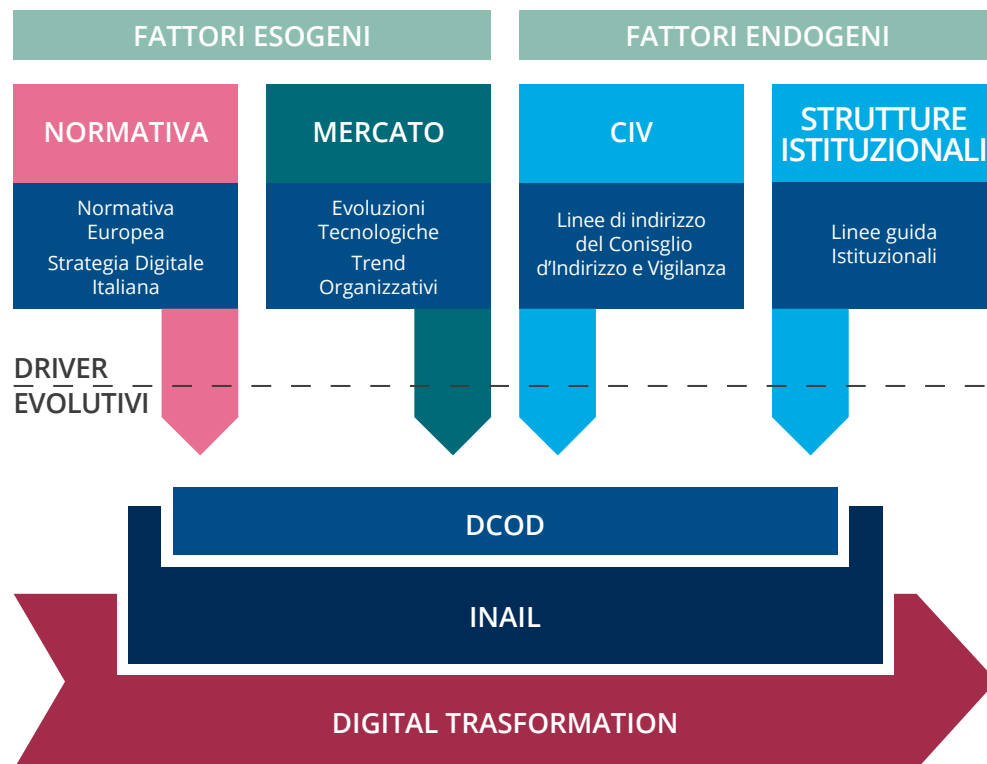 FATTORI ESOGENI
FATTORI ENDOGENI
NORMATIVA
Normativa
Europea
Strategia Digitale
Italiana
MERCATO
Evoluzioni
Tecnologiche
Trend
Organizzativi
CIV
Linee di indirizzo
del Conisglio
d'Indirizzo e Vigilanza
STRUTTURE
ISTITUZIONALI
Linee guida
Istituzionali
DRIVER
EVOLUTIVI
DCOD
INAIL
DIGITAL TRASFORMATION